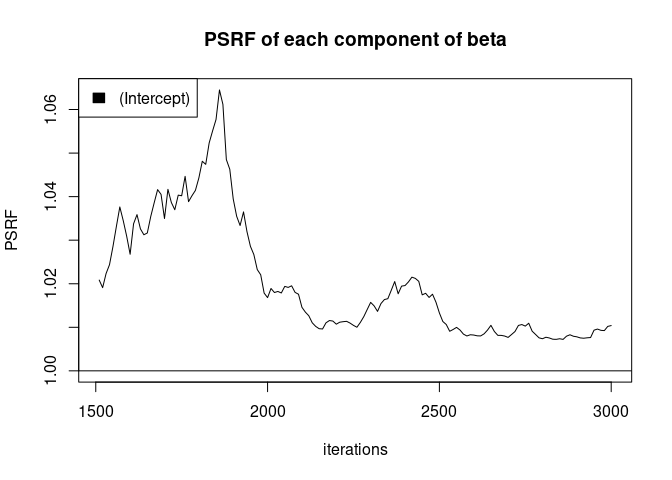 PSRF of each component of beta
(Intercept)
PSRF
1.06
1.04
1.02
1.00
1500 2000 2500 3000
iterations